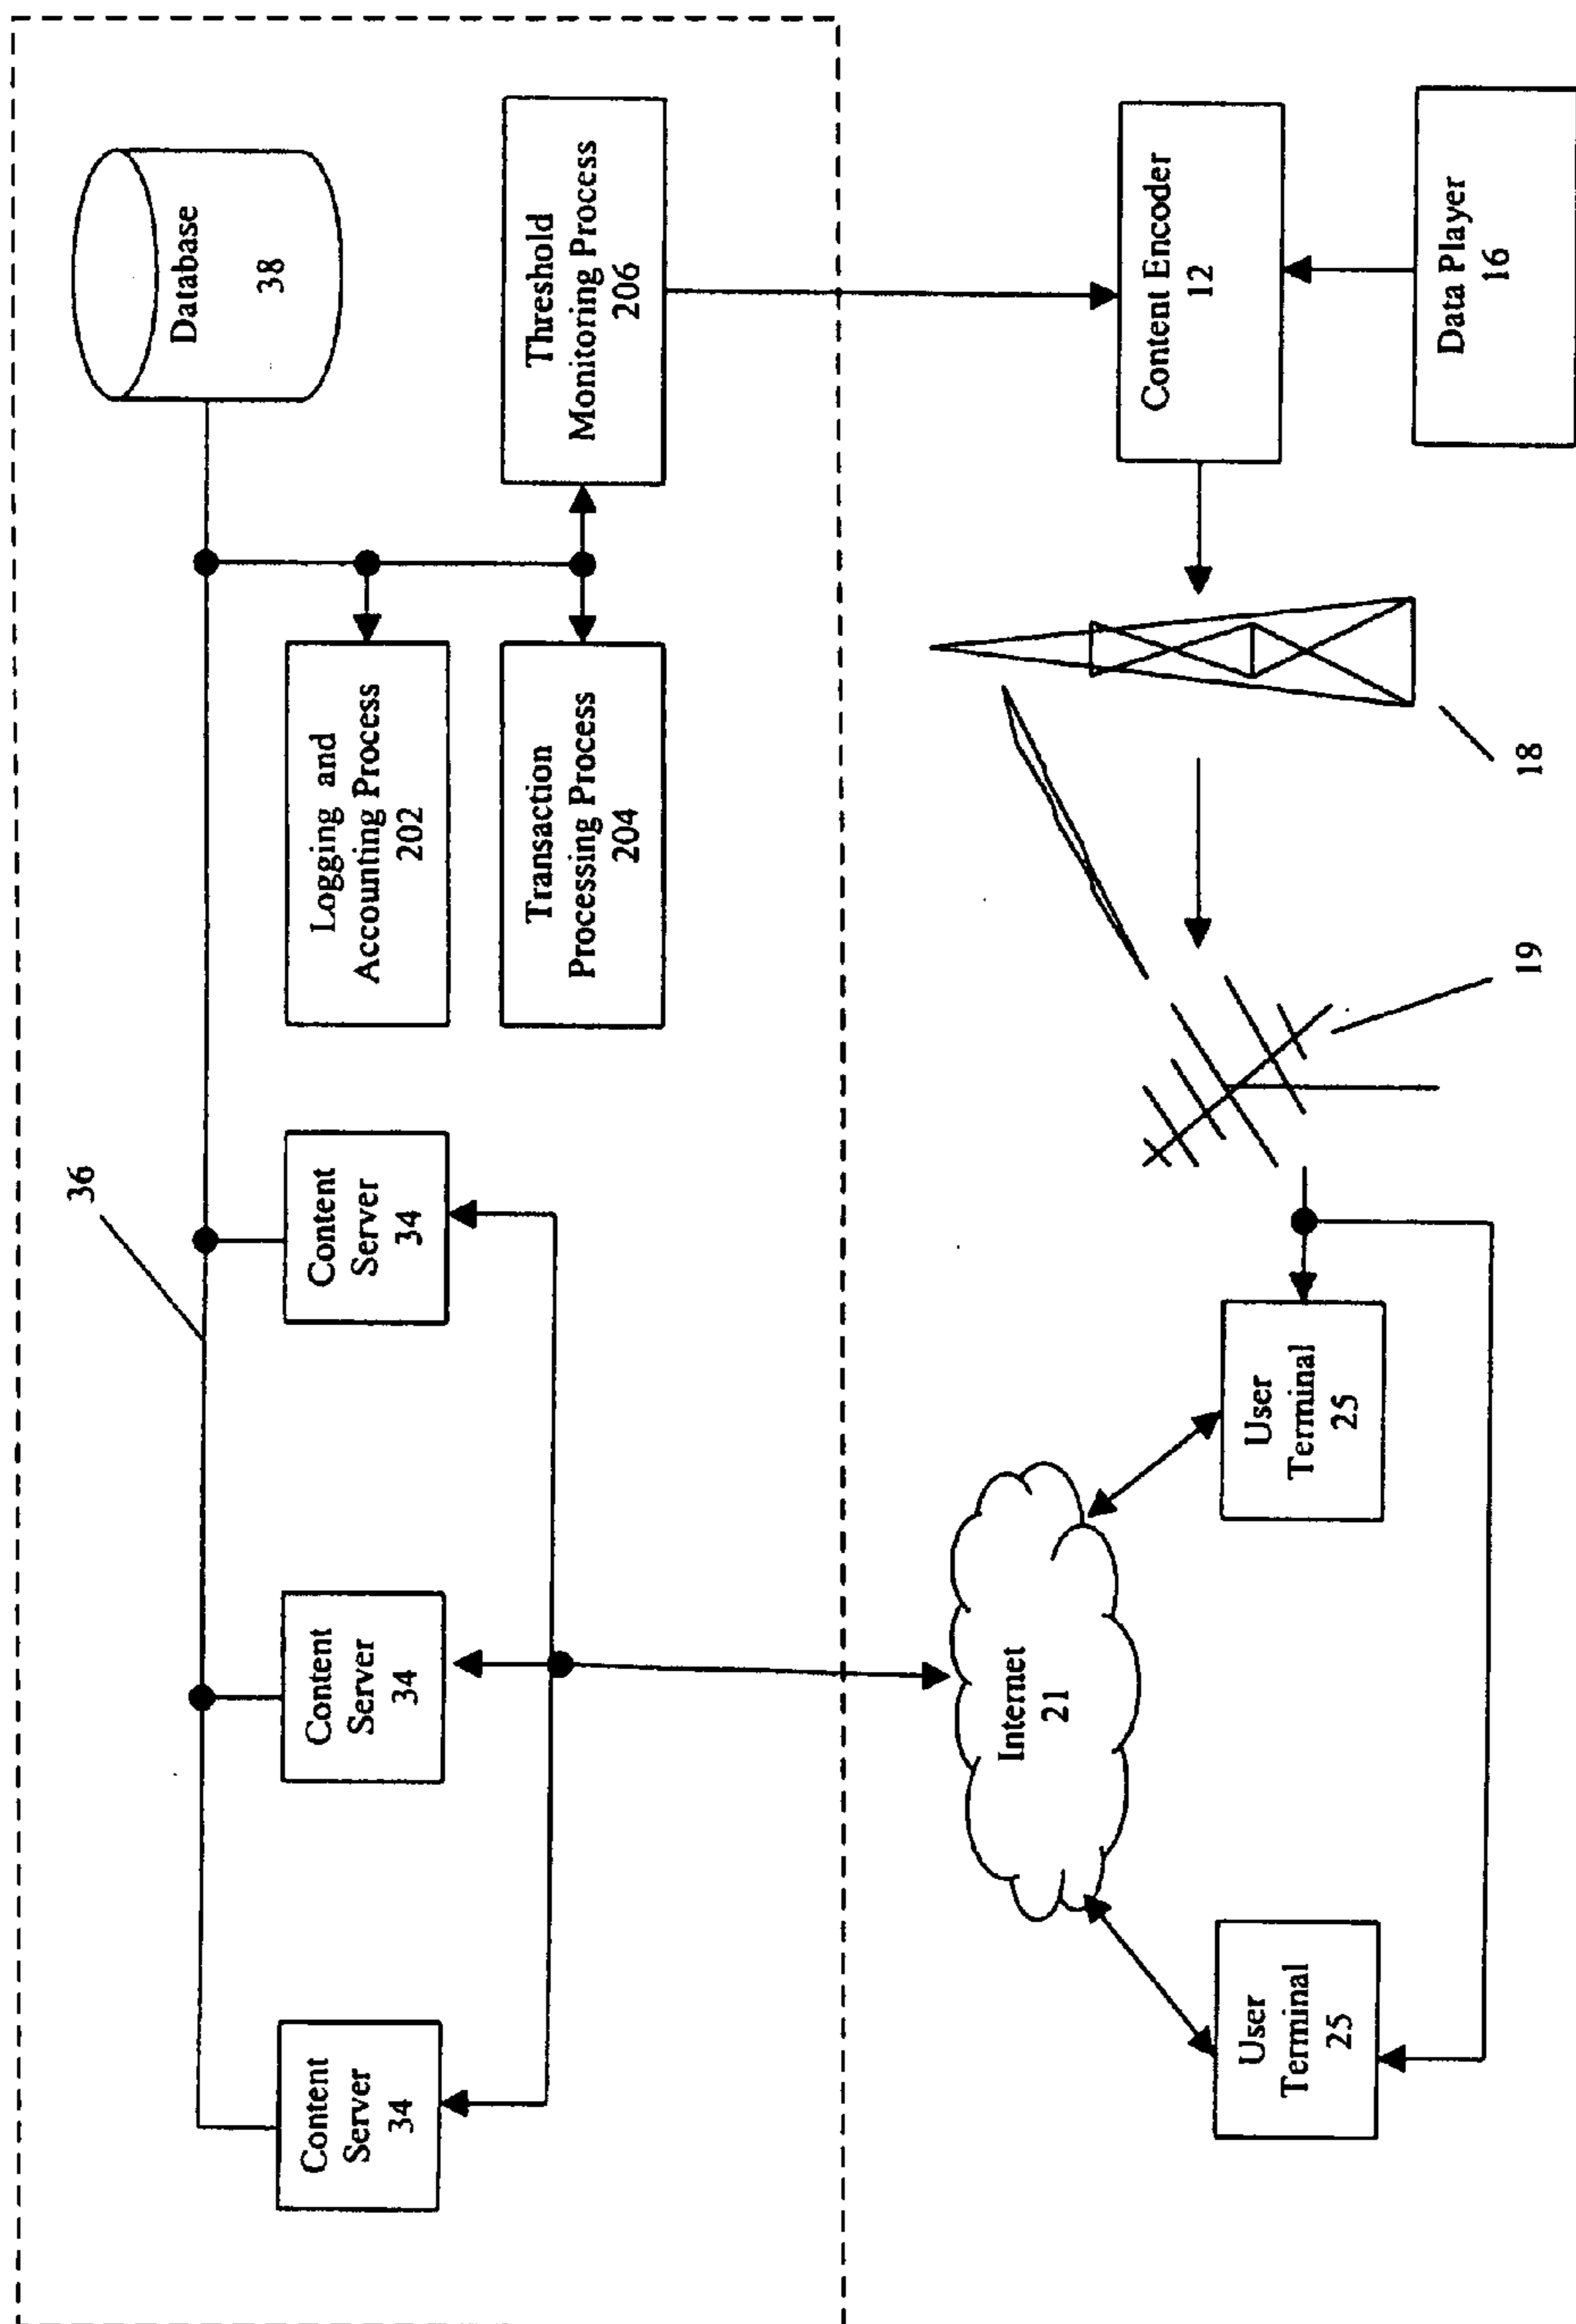 36
Database
38
Content
Server
34
Content
Server
34
Content
Server
34
Logging and
Accounting Process
202
Transaction
Processing Process
204
Threshold
Monitoring Process
206
Internet
21
Content Encoder
12
User
Terminal
25
User
Terminal
25
Data Player
16
19
18